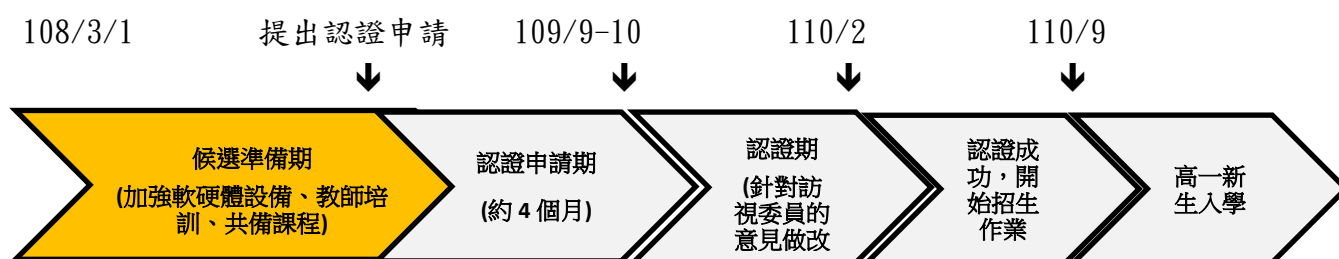 108/3/1 提出認證申請 109/9-10 110/2 110/9
候選準備期
(加強軟硬體設備、教師培
訓、共備課程)
認證申請期
(約 4 個月)
認證期
(針對訪
視委員的
意見做改
認證成
功，開
始招生
作業
高一新
生入學